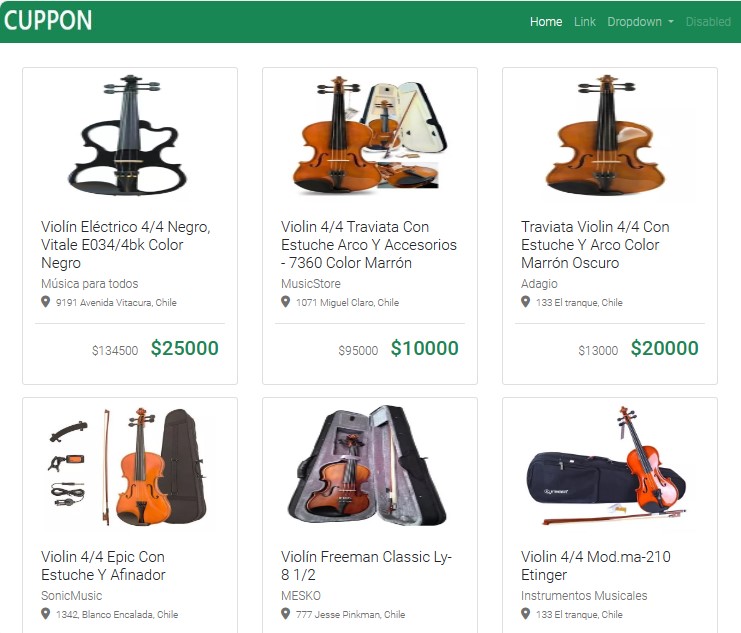 CUPPON
Home Link Dropdown Disabled
Violín Eléctrico 4/4 Negro,
Vitale E034/4bk Color
Negro
Música para todos
9191 Avenida Vitacura, Chile
$134500 $25000
Violin 4/4 Traviata Con
Estuche Arco Y Accesorios
- 7360 Color Marrón
MusicStore
1071 Miguel Claro, Chile
$95000 $10000
Traviata Violin 4/4 Con
Estuche Y Arco Color
Marrón Oscuro
Adagio
133 El tranque, Chile
$13000 $20000
Violin 4/4 Epic Con
Estuche Y Afinador
SonicMusic
1342, Blanco Encalada, Chile
Violín Freeman Classic Ly-
8 1/2
MESKO
777 Jesse Pinkman, Chile
Violin 4/4 Mod.ma-210
Etinger
Instrumentos Musicales
133 El tranque, Chile